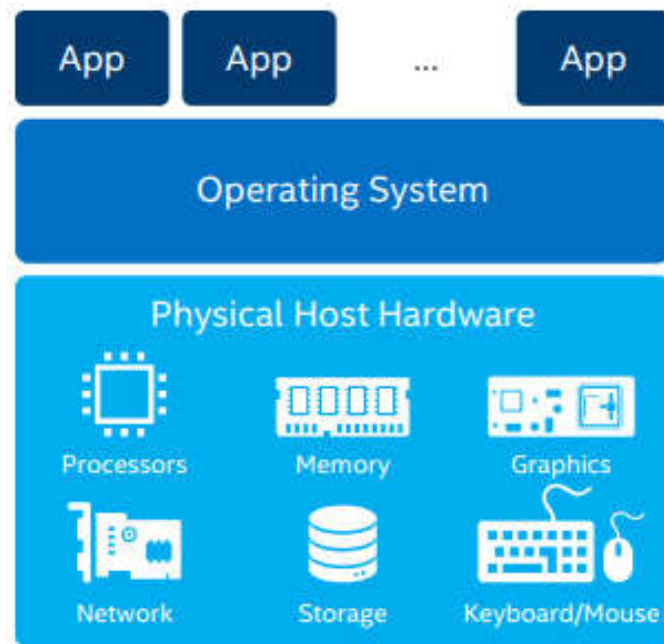 App App ... App
Operating System
Physical Host Hardware
Processors Memory Graphics
Network Storage Keyboard/Mouse